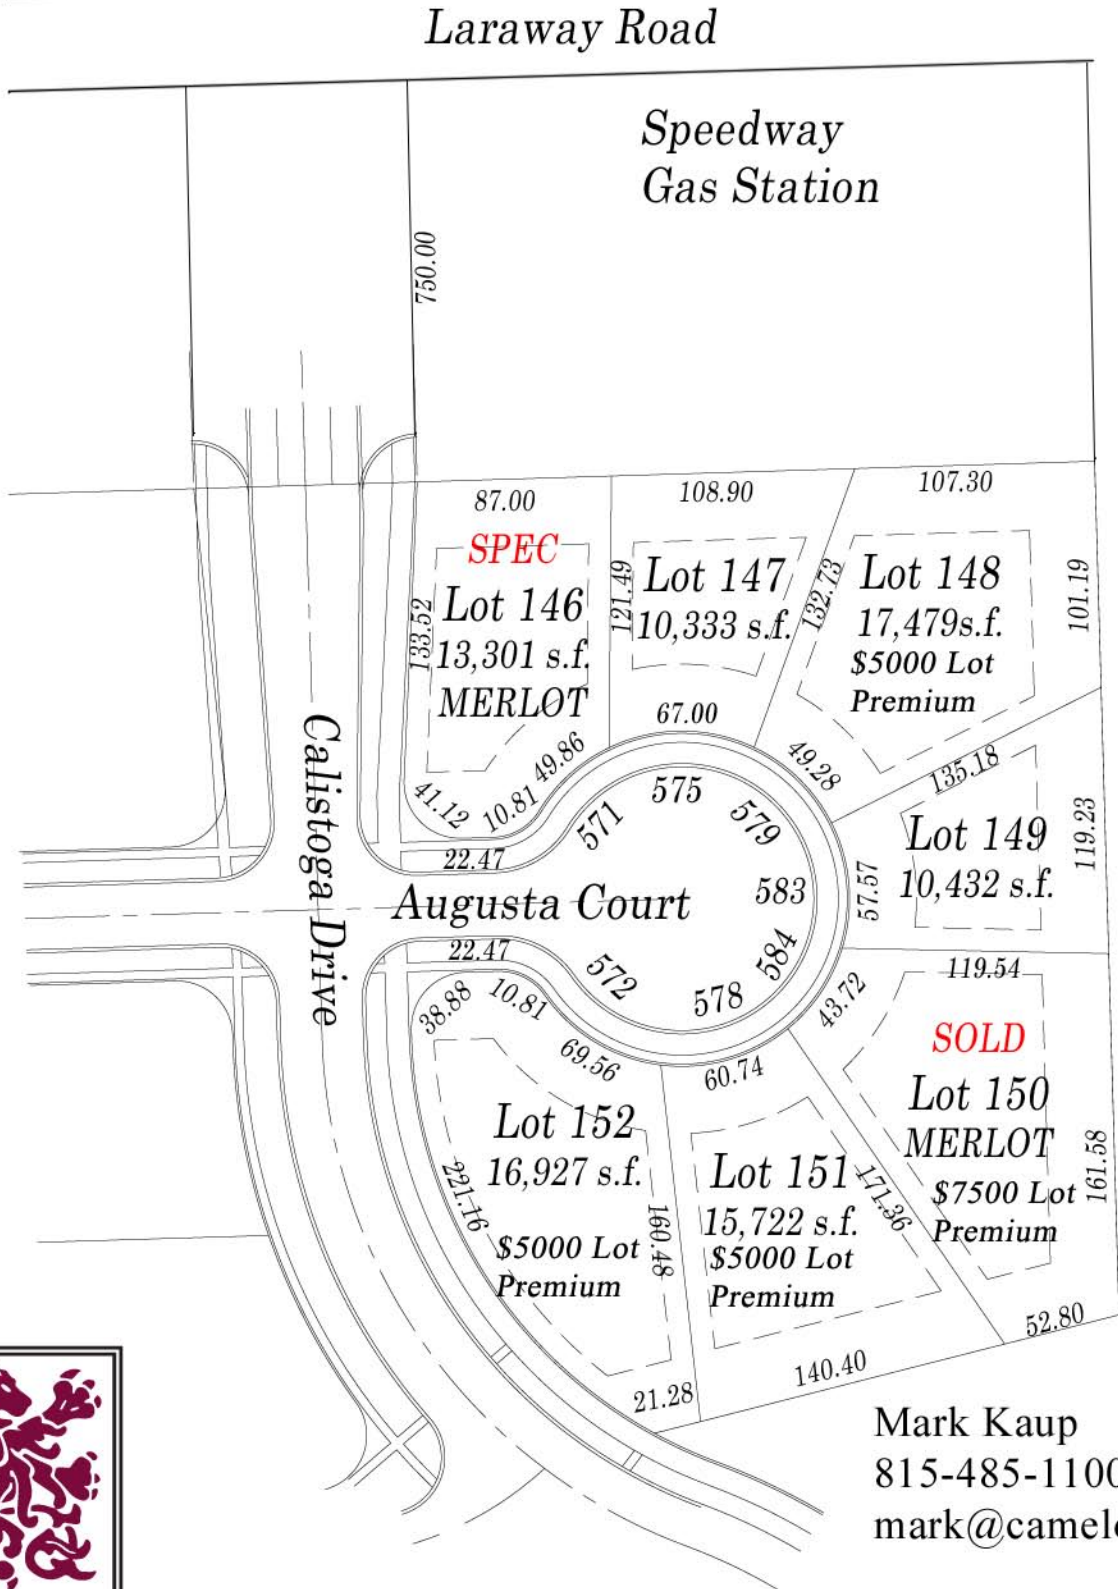 Laraway Road
Speedway
Gas Station
750.00
87.00
108.90
107.30
SPEC
Lot 146
13,301 s.f.
MERLOT
133.52
121.49
Lot 147
10,333 s.f.
132.73
Lot 148
17,479s.f.
$5000 Lot
Premium
101.19
67.00
49.86
49.28
135.18
41.12
10.81
22.47
571
575
579
583
584
578
572
Calistoga Drive
Augusta Court
Lot 149
10,432 s.f.
119.23
57.57
22.47
38.88
10.81
69.56
60.74
43.72
119.54
SOLD
Lot 150
MERLOT
$7500 Lot
Premium
161.58
Lot 152
16,927 s.f.
$5000 Lot
Premium
221.16
160.48
Lot 151
15,722 s.f.
$5000 Lot
Premium
171.36
52.80
140.40
21.28
Mark Kaup
815-485-1100
mark@camelo